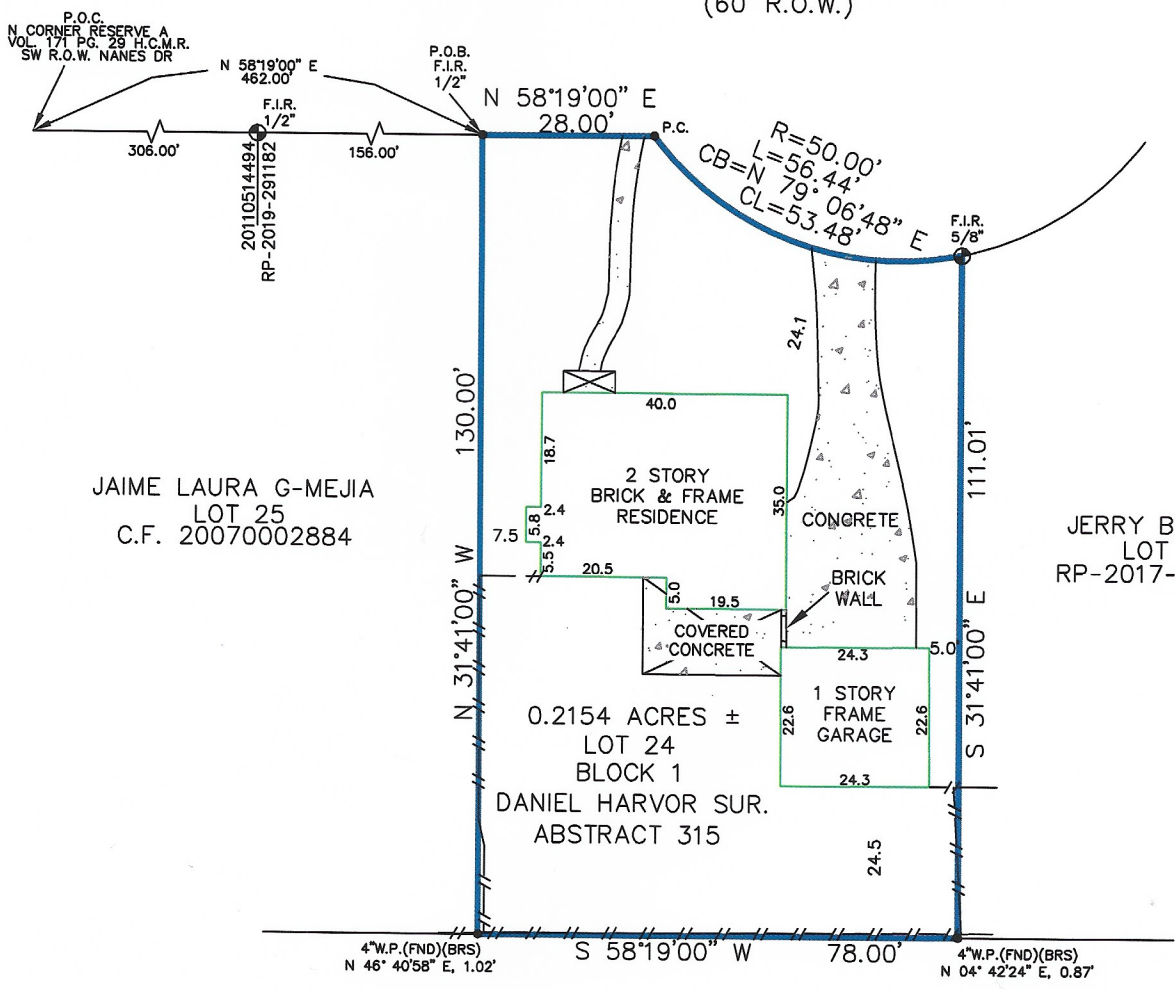 (60' R.O.W.)
P.O.C.
N CORNER RESERVE A
VOL. 171 PG. 29 H.C.M.R.
SW R.O.W. NANES DR
N 58°19'00" E
462.00'
P.O.B.
F.I.R.
1/2"
F.I.R.
1/2"
306.00'
156.00'
20110514494
RP-2019-291182
N 58°19'00" E
28.00'
P.C.
R=50.00'
L=56.44'
CB=N 79° 06'48" E
CL=53.48'
F.I.R.
5/8"
24.1
130.00'
N 31°41'00" W
111.01'
S 31°41'00" E
40.0
18.7
2 STORY
BRICK & FRAME
RESIDENCE
35.0
2.4
5.8
2.4
7.5
5.5
20.5
5.0
19.5
CONCRETE
BRICK
WALL
COVERED
CONCRETE
24.3
5.0'
1 STORY
FRAME
GARAGE
22.6
22.6
24.3
24.5
JAIME LAURA G-MEJIA
LOT 25
C.F. 20070002884
JERRY B
LOT
RP-2017-
0.2154 ACRES ±
LOT 24
BLOCK 1
DANIEL HARVOR SUR.
ABSTRACT 315
4"W.P.(FND)(BRS)
N 46° 40'58" E, 1.02'
S 58°19'00" W
78.00'
4"W.P.(FND)(BRS)
N 04° 42'24" E, 0.87'